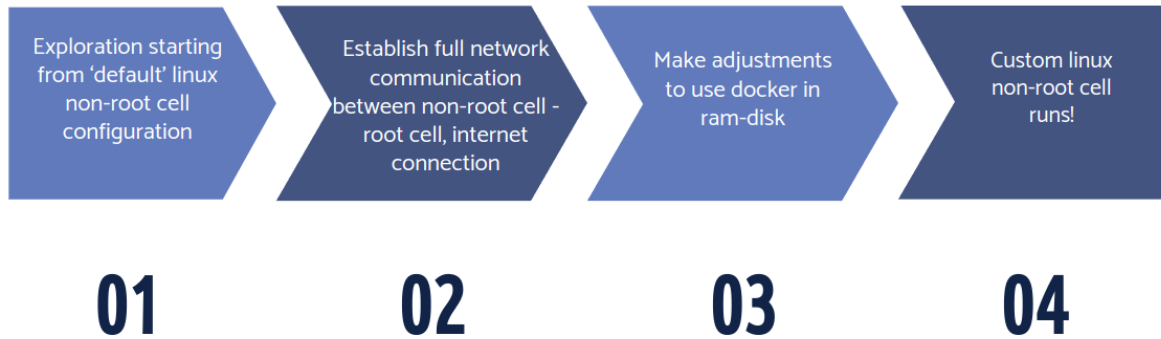 Exploration starting
from ‘default’ linux
non-root cell
configuration
Establish full network
communication
between non-root cell -
root cell, internet
connection
Make adjustments
to use docker in
ram-disk
Custom linux
non-root cell
runs!
01
02
03
04